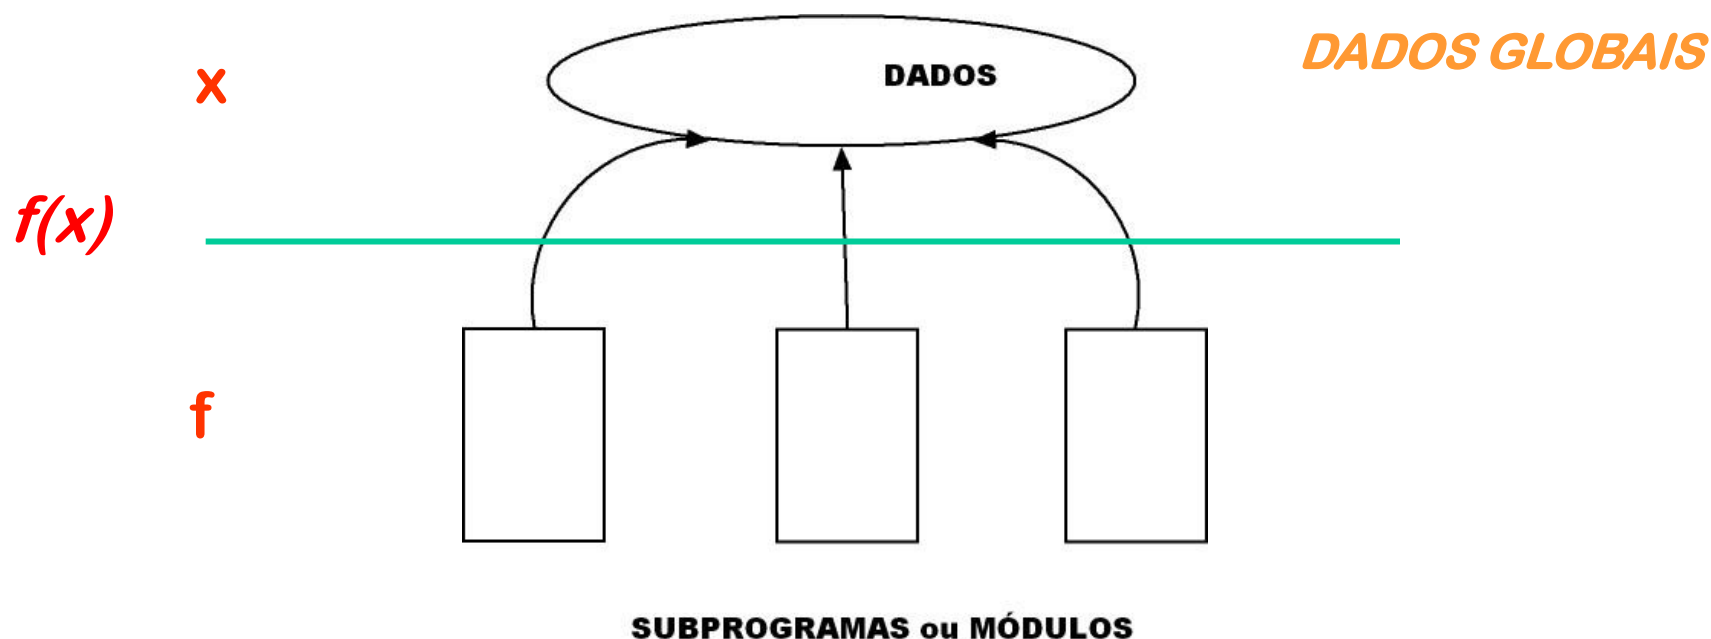 DADOS GLOBAIS
x
DADOS
f(x)
f
SUBPROGRAMAS ou MÓDULOS